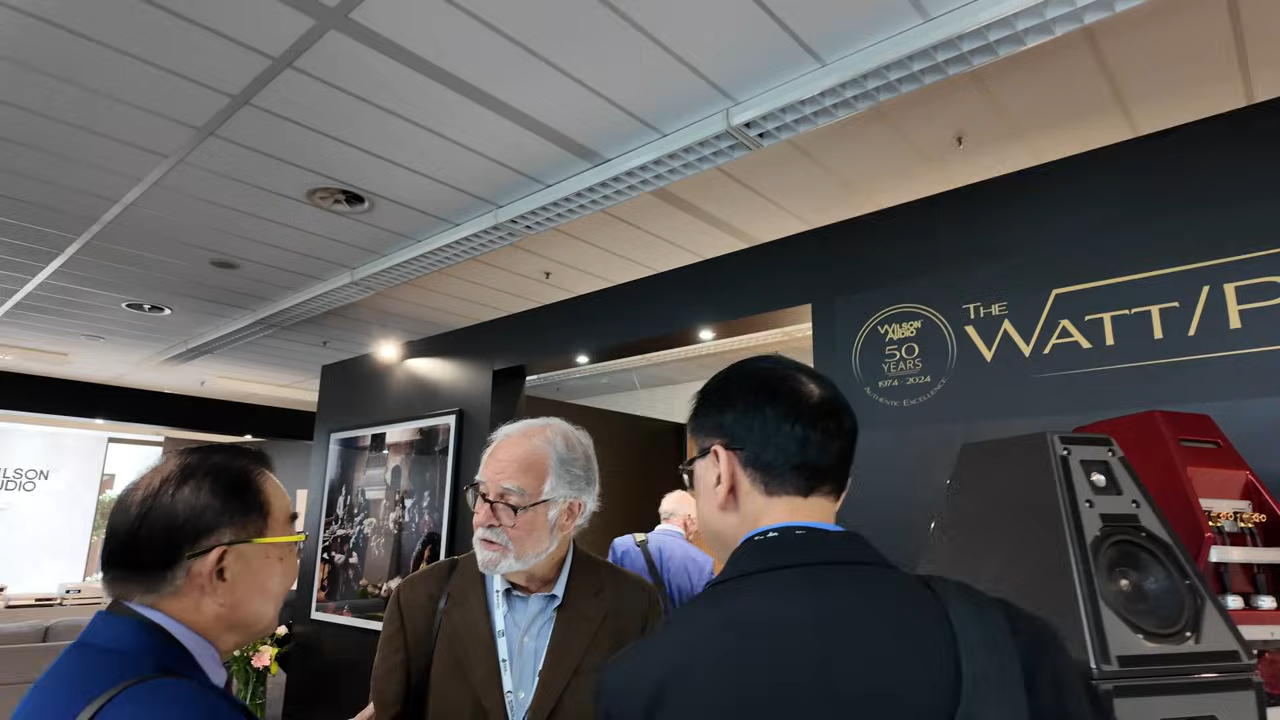 WILSON
AUDIO
50
YEARS
1974 - 2024
AUTHENTIC EXCELLENCE
THE
WATT/P
ILSON
UDIO